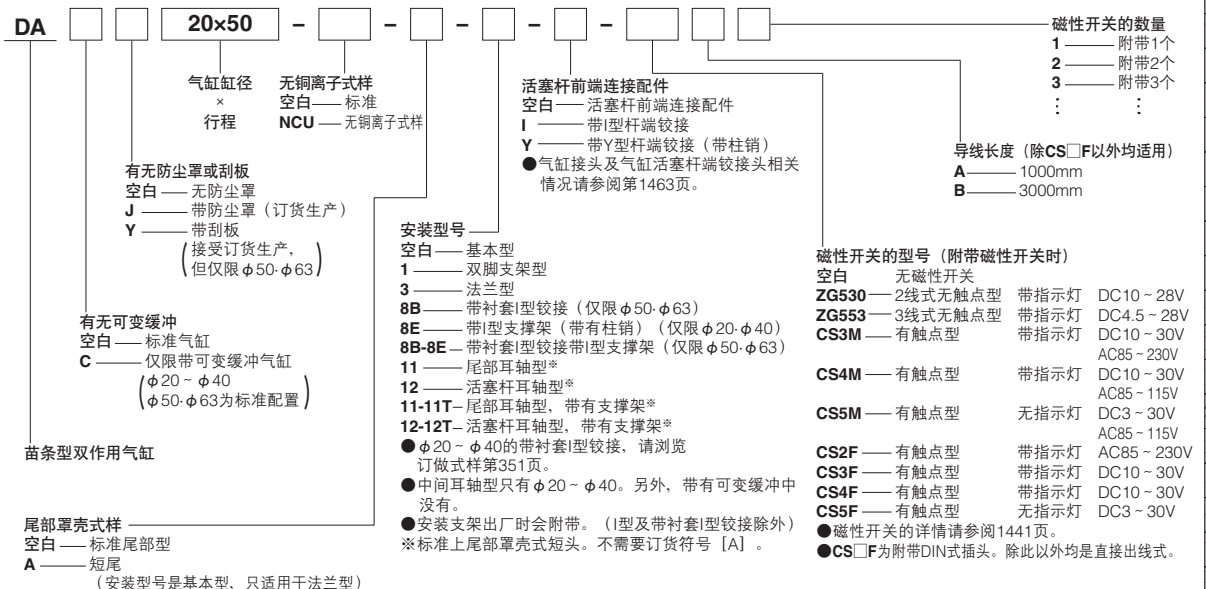 DA □ □ 20×50 – □ – □ – □ – □ – □ □ □
磁性开关的数量
1 —— 附带1个
2 —— 附带2个
3 —— 附带3个
⋮ ⋮
气缸缸径
×
行程
无铜离子式样
空白—— 标准
NCU —— 无铜离子式样
活塞杆前端连接配件
空白—— 活塞杆前端连接配件
I —— 带I型杆端铰接
Y —— 带Y型杆端铰接（带柱销）
●气缸接头及气缸活塞杆端铰接头相关
情况请参阅第1463页。
导线长度（除CS□F以外均适用）
A—— 1000mm
B—— 3000mm
有无防尘罩或刮板
空白—— 无防尘罩
J —— 带防尘罩（订货生产）
Y —— 带刮板
(接受订货生产，
但仅限φ50·φ63)
安装型号
空白—— 基本型
1 —— 双脚支架型
3 —— 法兰型
8B—— 带衬套I型铰接（仅限φ50·φ63）
8E—— 带I型支撑架（带有柱销）（仅限φ20·φ40）
8B-8E— 带衬套I型铰接带I型支撑架（仅限φ50·φ63）
11 —— 尾部耳轴型※
12 —— 活塞杆耳轴型※
11-11T– 尾部耳轴型，带有支撑架※
12-12T– 活塞杆耳轴型，带有支撑架※
●φ20～φ40的带衬套I型铰接，请浏览
订做式样第351页。
●中间耳轴型只有φ20～φ40。另外，带有可变缓冲中
没有。
●安装支架出厂时会附带。（I型及带衬套I型铰接除外）
※标准上尾部罩壳式短头。不需要订货符号［A］。
磁性开关的型号（附带磁性开关时）
空白 无磁性开关
ZG530—— 2线式无触点型 带指示灯 DC10～28V
ZG553—— 3线式无触点型 带指示灯 DC4.5～28V
CS3M —— 有触点型 带指示灯 DC10～30V
AC85～230V
CS4M —— 有触点型 带指示灯 DC10～30V
AC85～115V
CS5M —— 有触点型 无指示灯 DC3～30V
AC85～115V
CS2F —— 有触点型 带指示灯 AC85～230V
CS3F —— 有触点型 带指示灯 DC10～30V
CS4F —— 有触点型 带指示灯 DC10～30V
CS5F —— 有触点型 无指示灯 DC3～30V
●磁性开关的详情请参阅1441页。
●CS□F为附带DIN式插头。除此以外均是直接出线式。
有无可变缓冲
空白—— 标准气缸
C —— 仅限带可变缓冲气缸
(φ20～φ40
φ50·φ63为标准配置)
苗条型双作用气缸
尾部罩壳式样
空白—— 标准尾部型
A —— 短尾
（安装型号是基本型，只适用于法兰型）